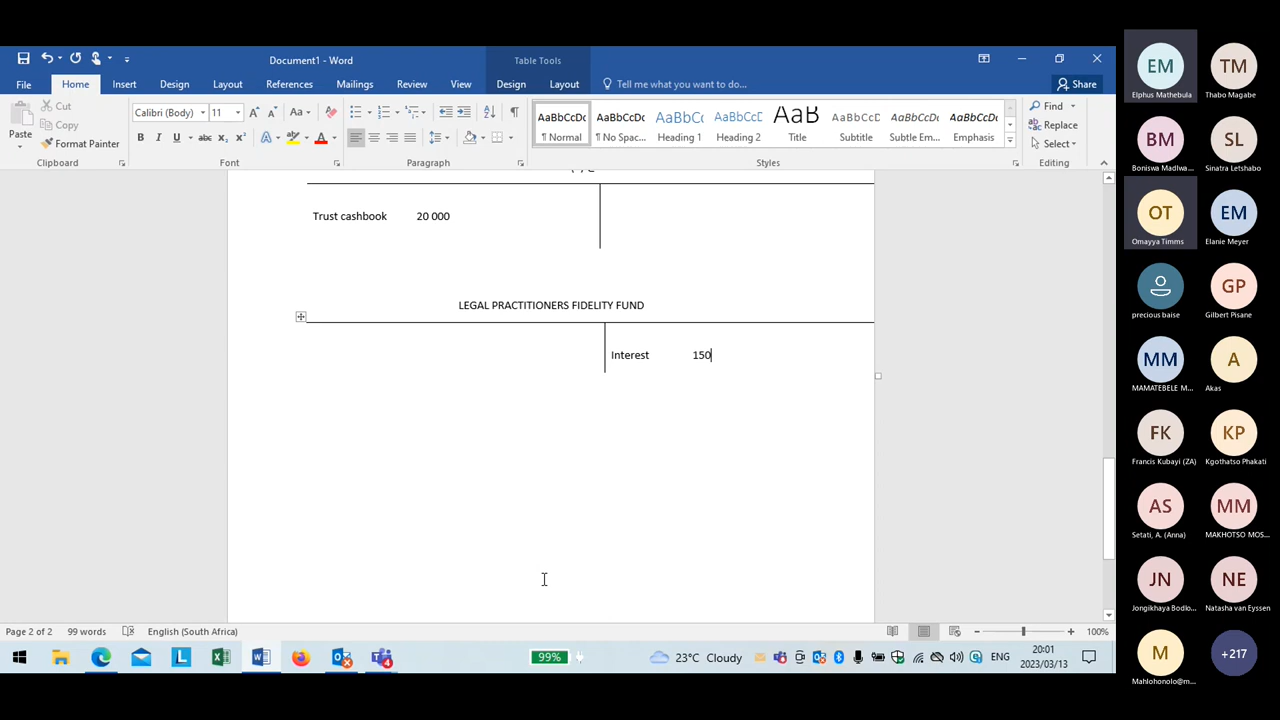 Document1 - Word
Table Tools
File
Home
Insert
Design
Layout
References
Mailings
Review
View
Design
Layout
Tell me what you want to do...
Share
Paste
Cut
Copy
Format Painter
Clipboard
Calibri (Body)
11
Font
Paragraph
AaBbCcDc
¶ Normal
AaBbCcDc
¶ No Spac...
AaBbCc
Heading 1
AaBbCcD
Heading 2
AaB
Title
AaBbCcD
Subtitle
AaBbCcDc
Subtle Em...
AaBbCcDc
Emphasis
Styles
Find
Replace
Select
Editing
Trust cashbook 20 000
LEGAL PRACTITIONERS FIDELITY FUND
Interest 150
Page 2 of 2
99 words
English (South Africa)
100%
99%
23°C Cloudy
ENG
20:01
2023/03/13
EM
Elphus Mathebula
TM
Thabo Magabe
BM
Boniswa Madlwa...
SL
Sinatra Letshabo
OT
Omayya Timms
EM
Elanie Meyer
precious baise
GP
Gilbert Pisane
MM
MAMATEBELE M...
A
Akas
FK
Francis Kubayi (ZA)
KP
Kgothatso Phakati
AS
Setati, A. (Anna)
MM
MAKHOTSO MOS...
JN
Jongikhaya Bodlo...
NE
Natasha van Eyssen
M
Mahlohonolo@m...
+217